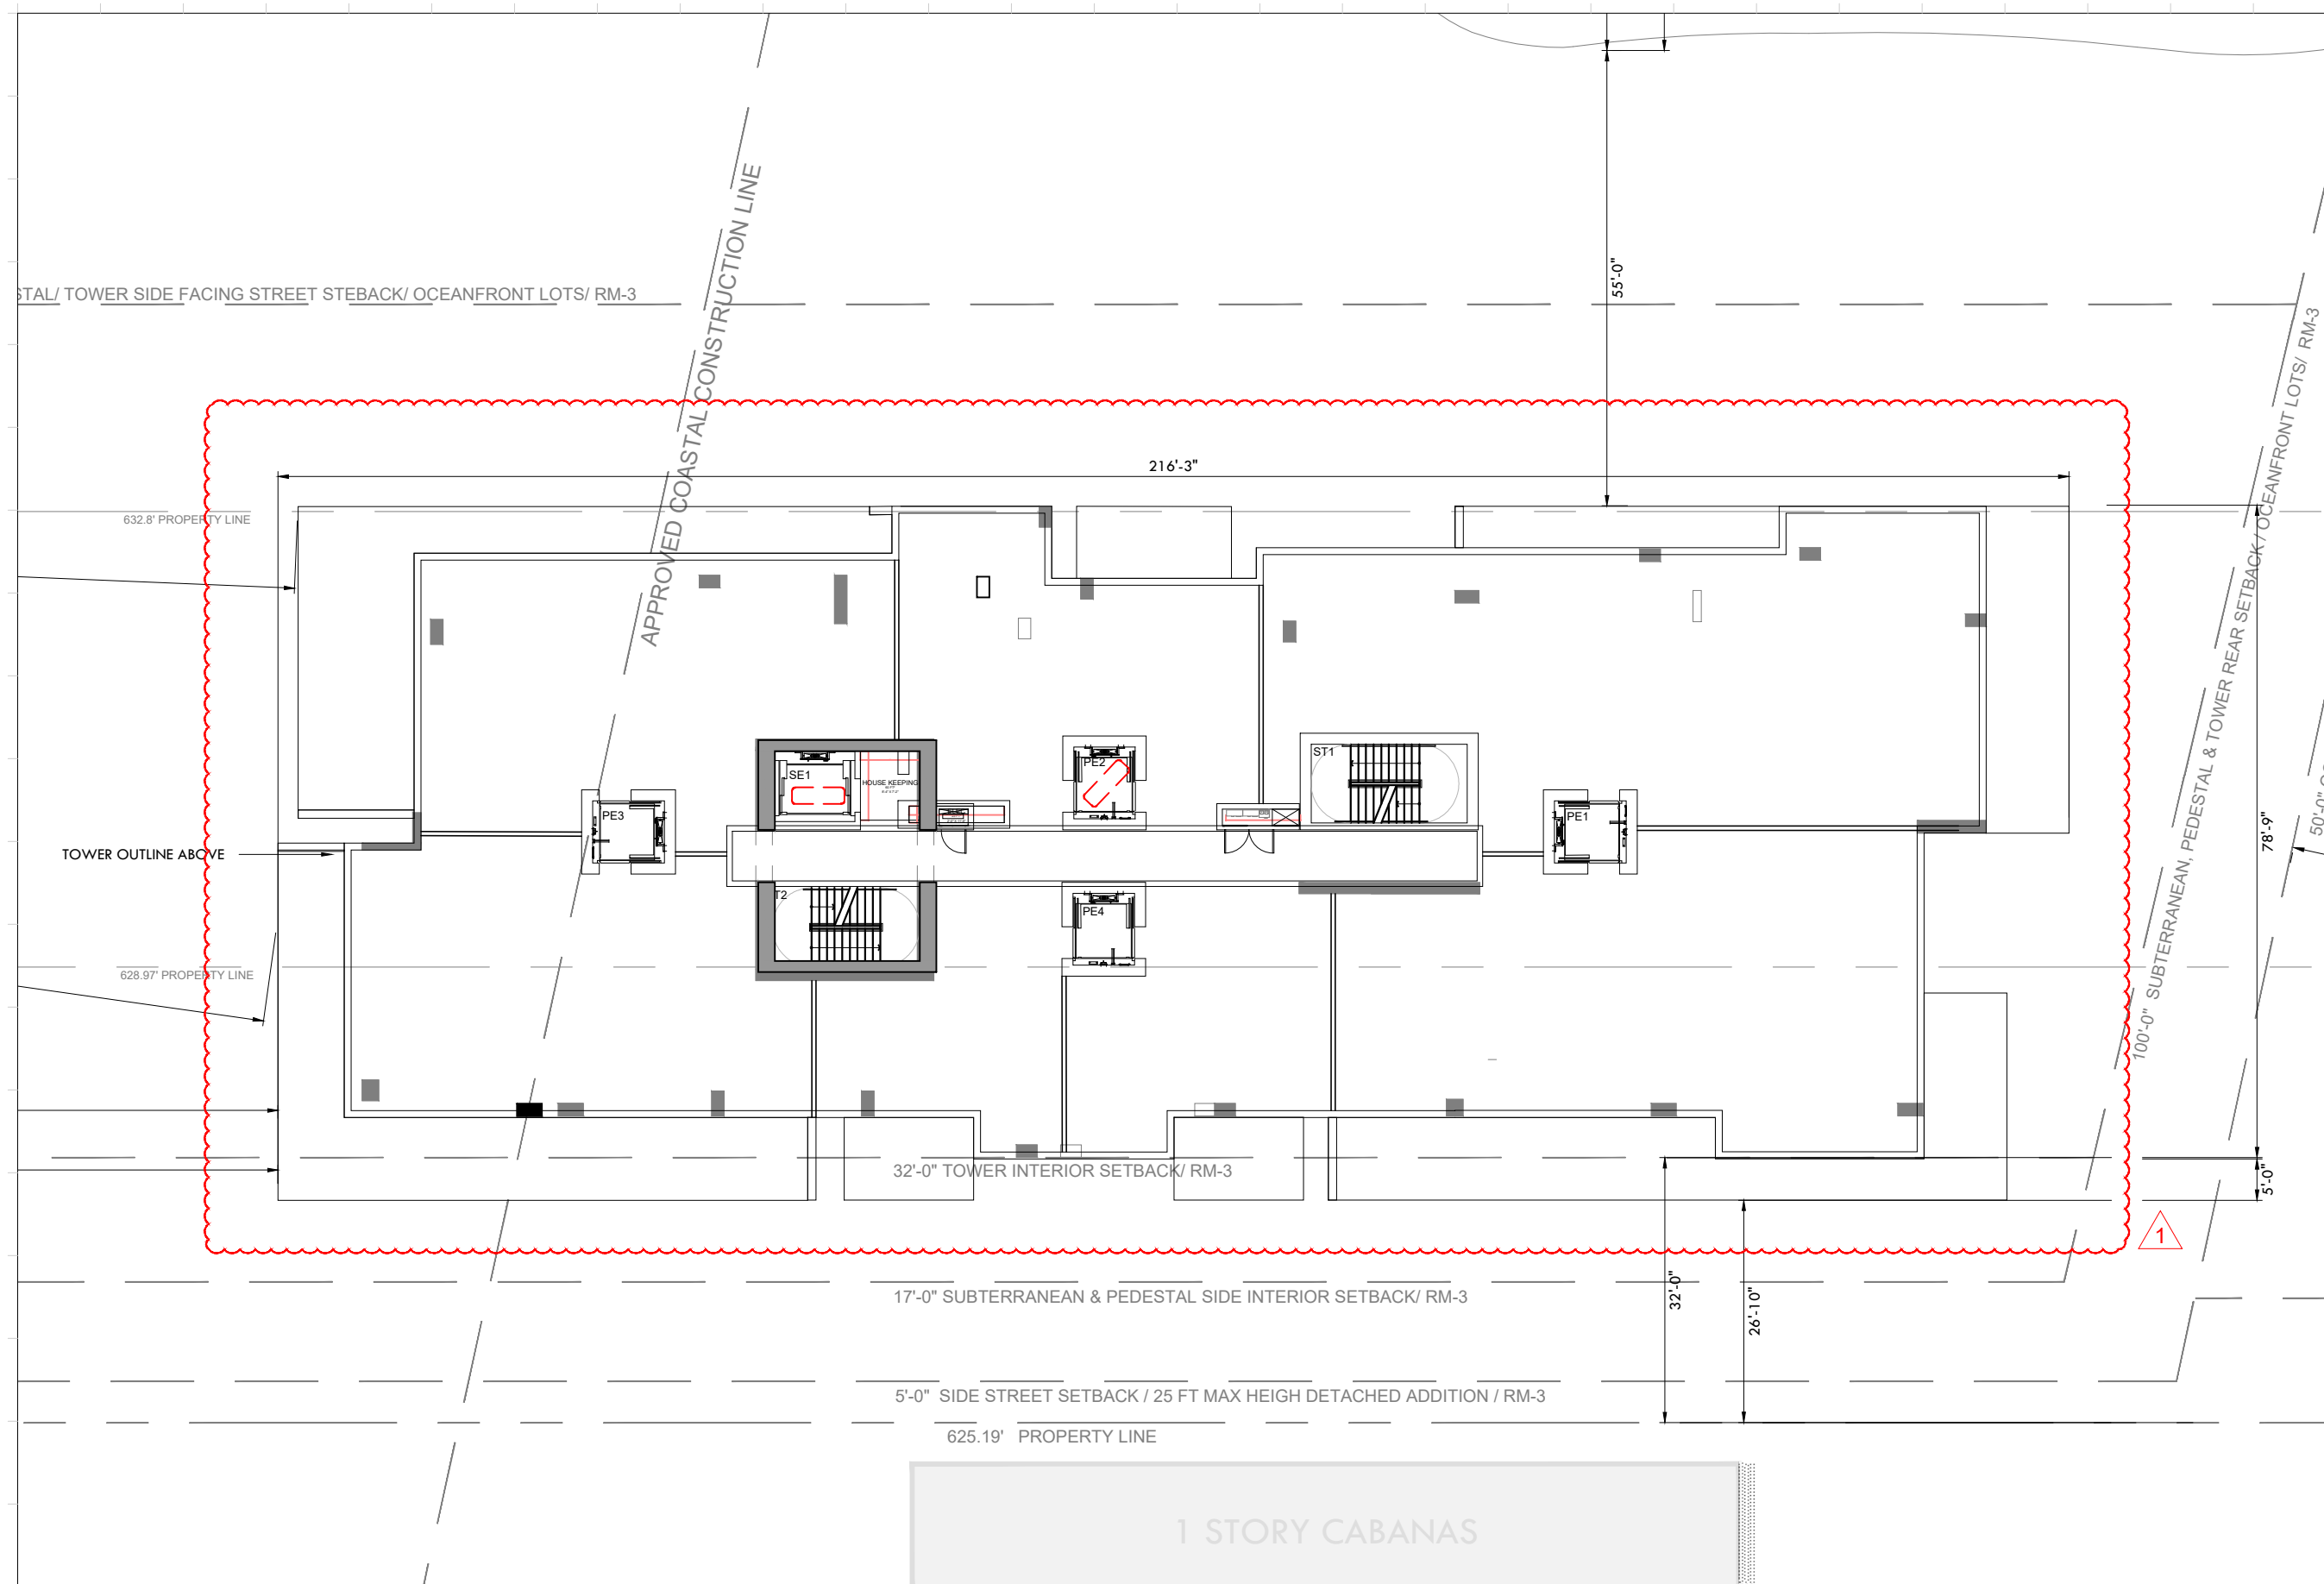 55'-0"
APPROVED COASTAL CONSTRUCTION LINE
STAL/ TOWER SIDE FACING STREET STEBACK/ OCEANFRONT LOTS/ RM-3
216'-3"
632.8' PROPERTY LINE
SE1
HOUSE KEEPING
PE2
ST1
PE3
PE1
TOWER OUTLINE ABOVE
78'-9"
T2
PE4
628.97' PROPERTY LINE
100'-0" SUBTERRANEAN, PEDESTAL & TOWER REAR SETBACK / OCEANFRONT LOTS/ RM-3
50'-0"
32'-0" TOWER INTERIOR SETBACK/ RM-3
5'-0"
1
32'-0"
26'-10"
17'-0" SUBTERRANEAN & PEDESTAL SIDE INTERIOR SETBACK/ RM-3
5'-0" SIDE STREET SETBACK / 25 FT MAX HEIGH DETACHED ADDITION / RM-3
625.19' PROPERTY LINE
1 STORY CABANAS